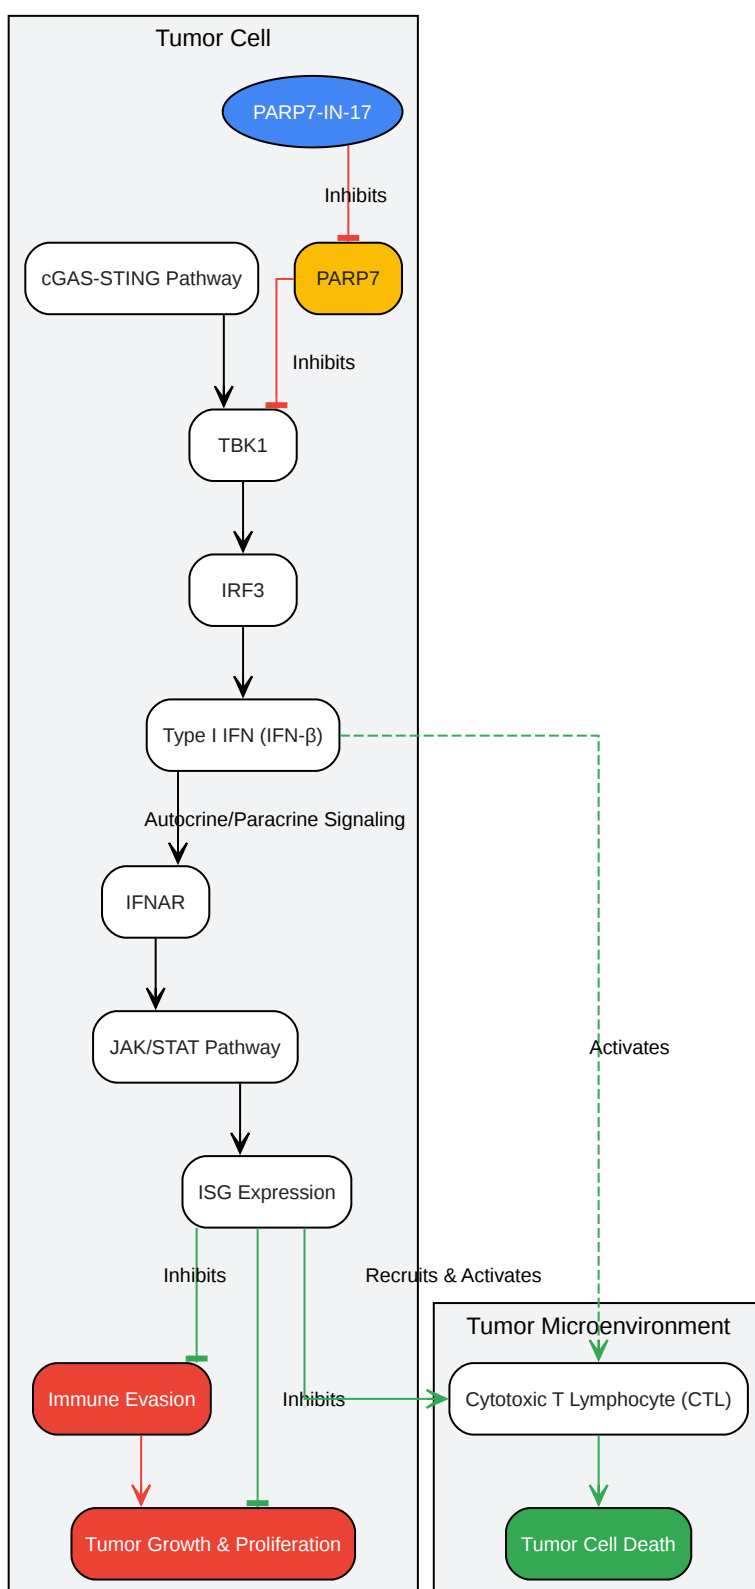 Tumor Cell
PARP7-IN-17
Inhibits
cGAS-STING Pathway
PARP7
Inhibits
TBK1
IRF3
Type I IFN (IFN-β)
Autocrine/Paracrine Signaling
IFNAR
JAK/STAT Pathway
Activates
ISG Expression
Inhibits
Recruits & Activates
Tumor Microenvironment
Immune Evasion
Inhibits
Cytotoxic T Lymphocyte (CTL)
Tumor Growth & Proliferation
Tumor Cell Death